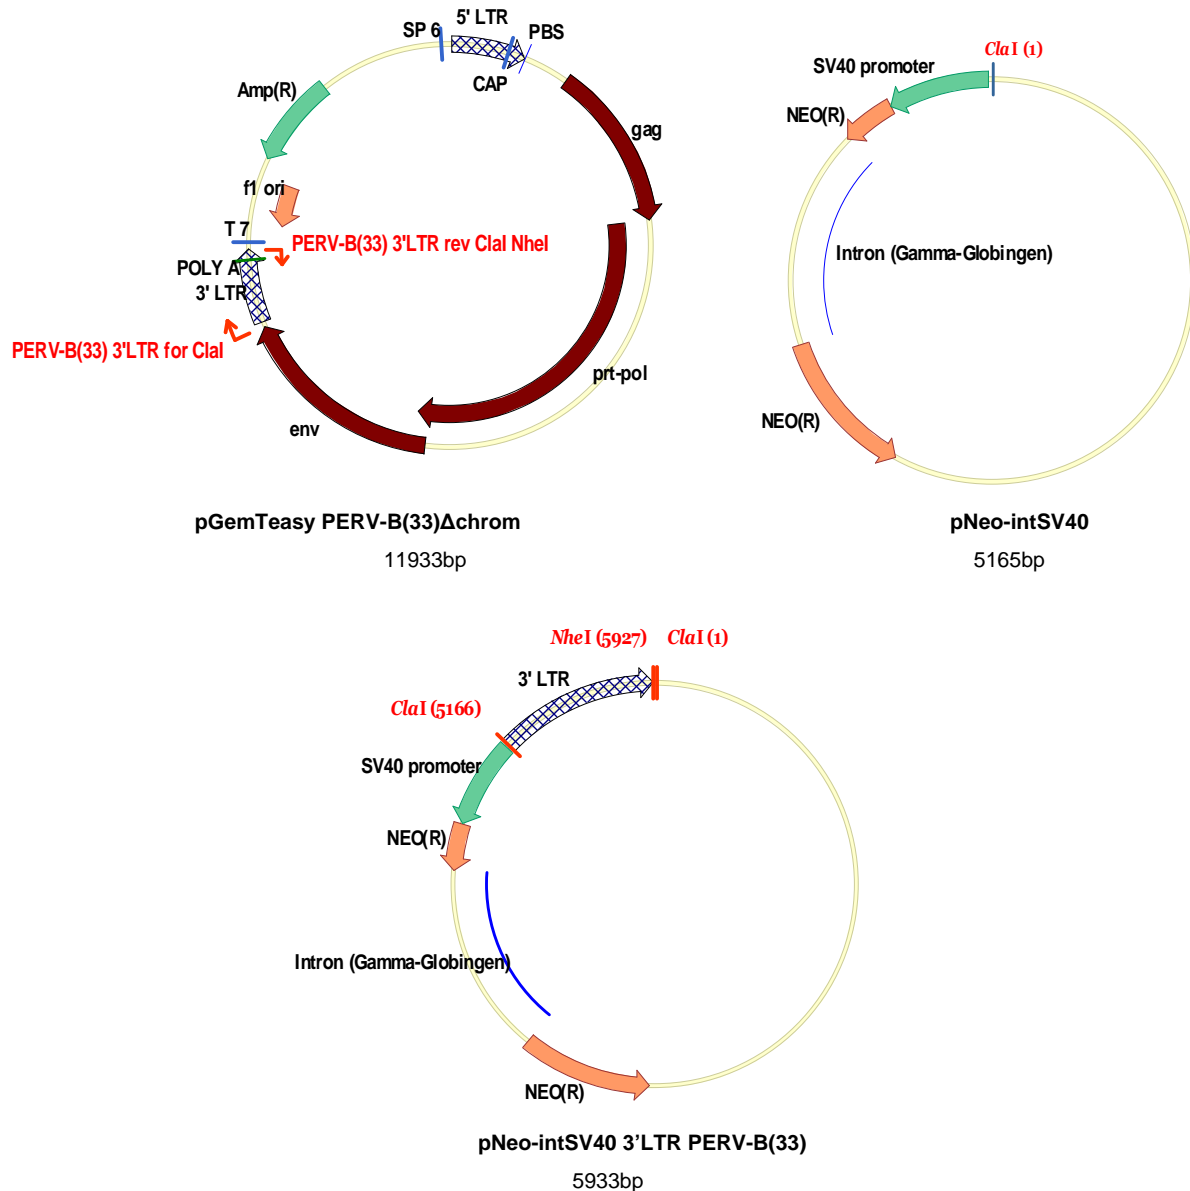 SP 6
5' LTR
PBS
CAP
Amp(R)
gag
f1 ori
T 7
PERV-B(33) 3'LTR rev ClaI NheI
POLY A
3' LTR
PERV-B(33) 3'LTR for ClaI
prt-pol
env
pGemTeasy PERV-B(33)Δchrom
11933bp
ClaI (1)
SV40 promoter
NEO(R)
Intron (Gamma-Globingen)
NEO(R)
pNeo-intSV40
5165bp
NheI (5927)
ClaI (1)
3' LTR
ClaI (5166)
SV40 promoter
NEO(R)
Intron (Gamma-Globingen)
NEO(R)
pNeo-intSV40 3’LTR PERV-B(33)
5933bp